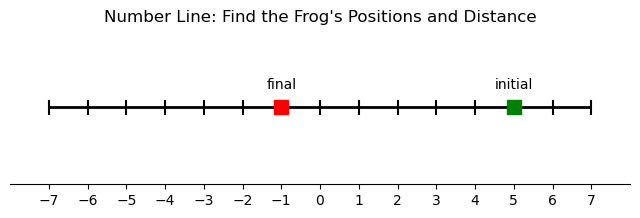 Number Line: Find the Frog's Positions and Distance
final initial
−7 −6 −5 −4 −3 −2 −1 0 1 2 3 4 5 6 7